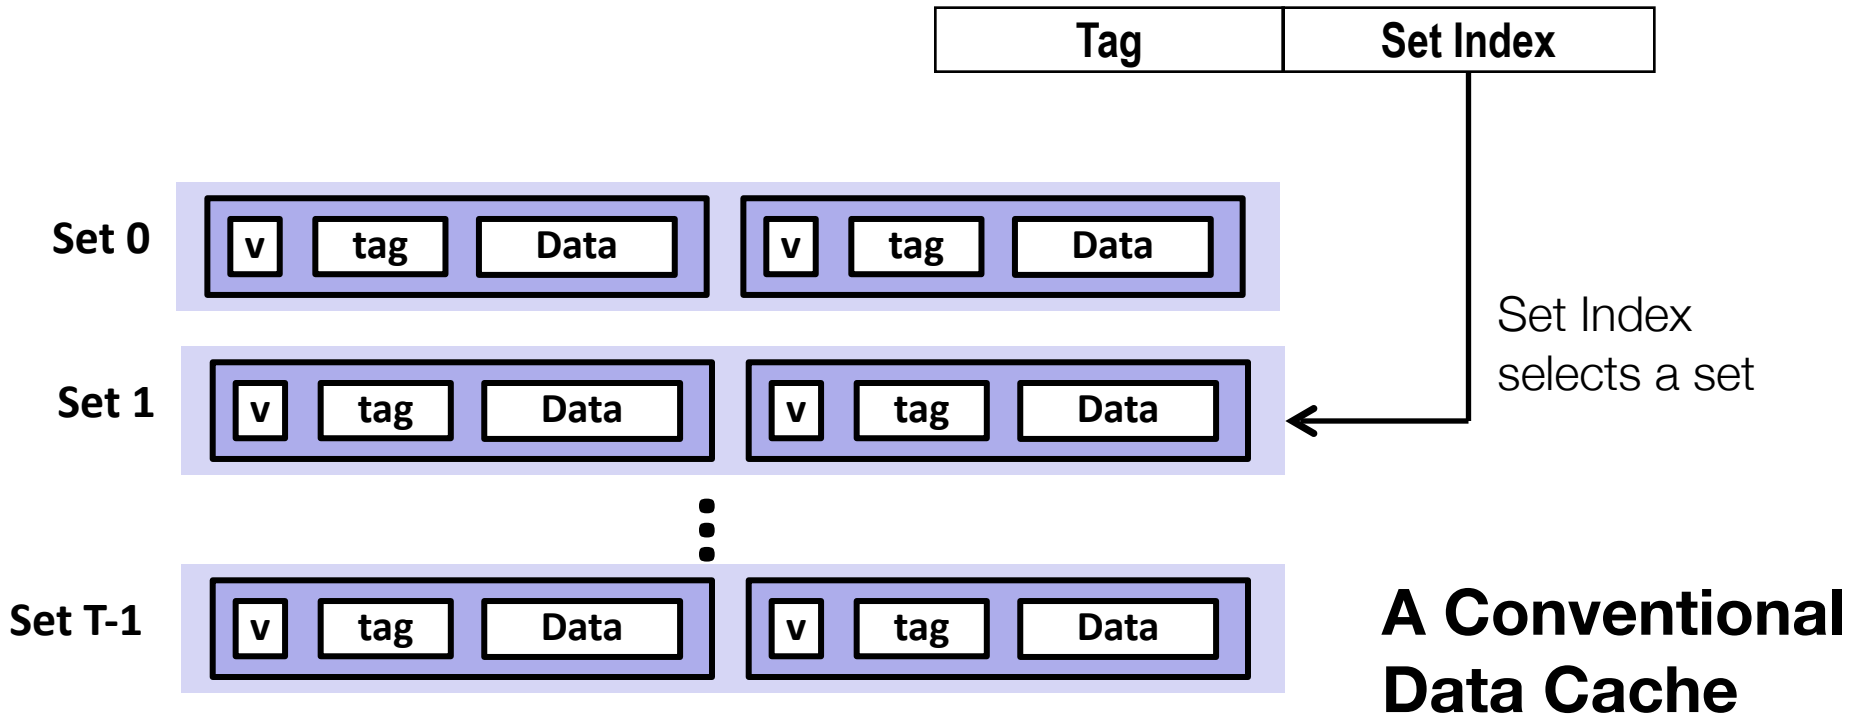 Tag Set Index
Set 0 v tag Data v tag Data
Set Index
selects a set
Set 1 v tag Data v tag Data
Set T-1 v tag Data v tag Data
A Conventional
Data Cache